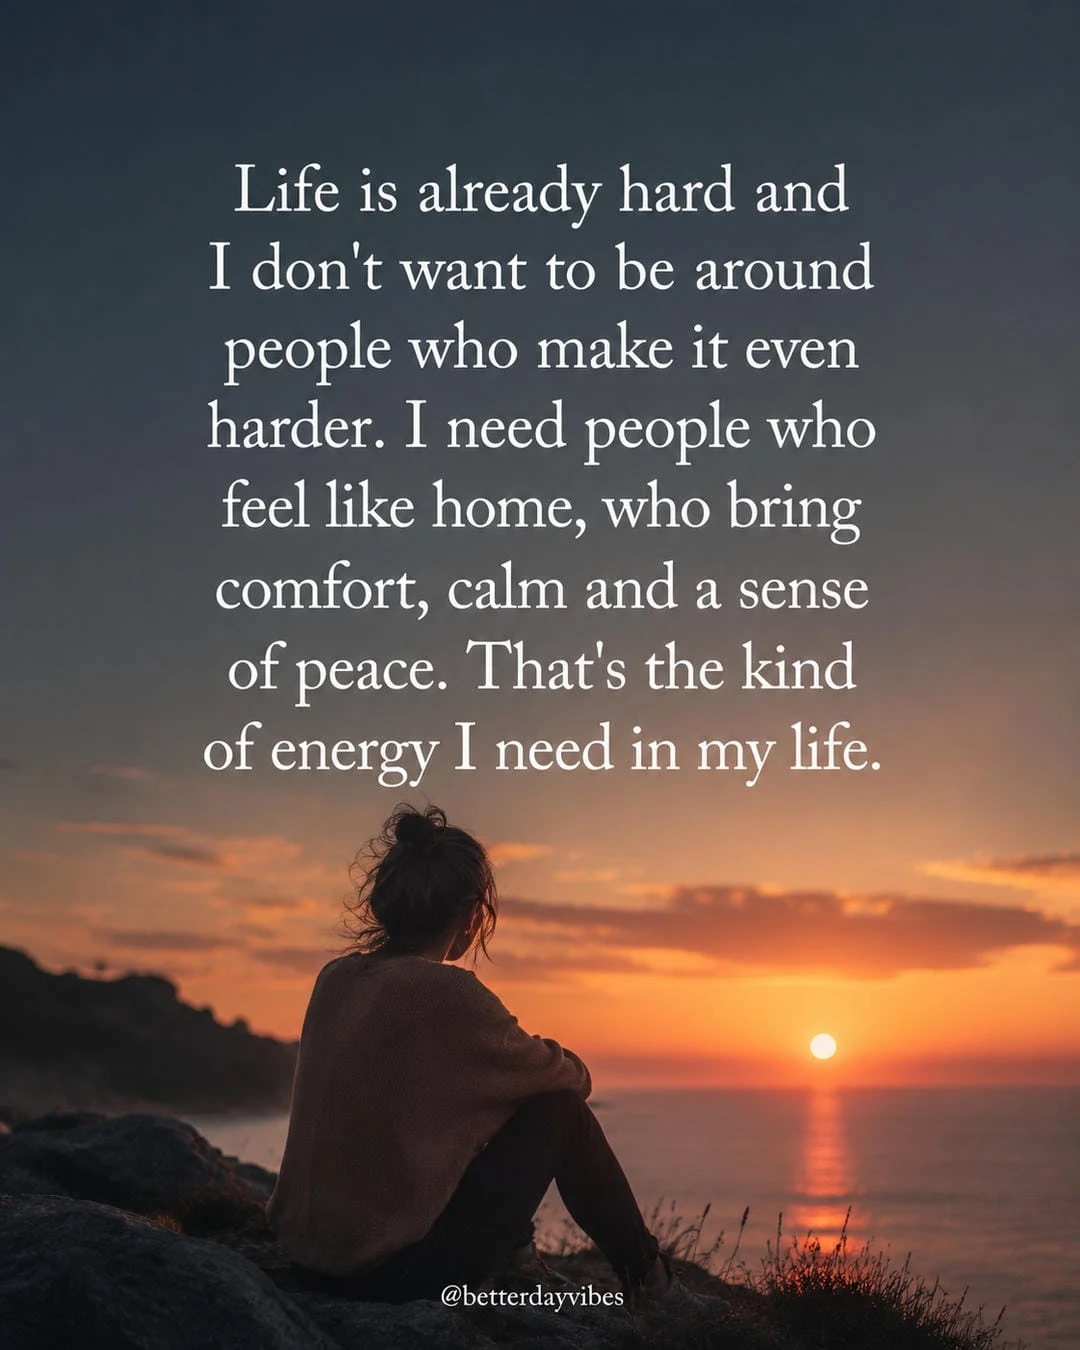 Life is already hard and
I don't want to be around
people who make it even
harder. I need people who
feel like home, who bring
comfort, calm and a sense
of peace. That's the kind
of energy I need in my life.
@betterdayvibes